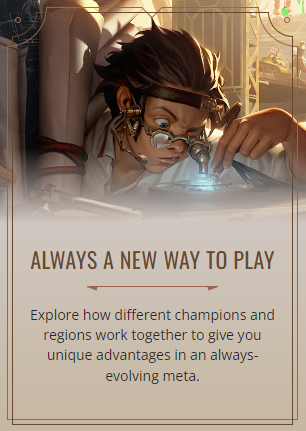 ALWAYS A NEW WAY TO PLAY
Explore how different champions and
regions work together to give you
unique advantages in an always-
evolving meta.